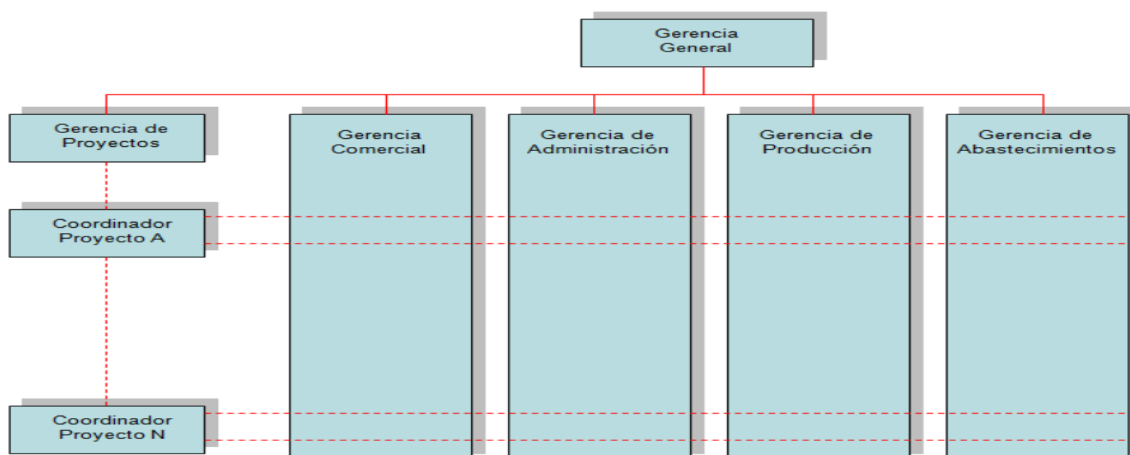 Gerencia
General
Gerencia de
Proyectos
Gerencia
Comercial
Gerencia de
Administración
Gerencia de
Producción
Gerencia de
Abastecimientos
Coordinador
Proyecto A
Coordinador
Proyecto N